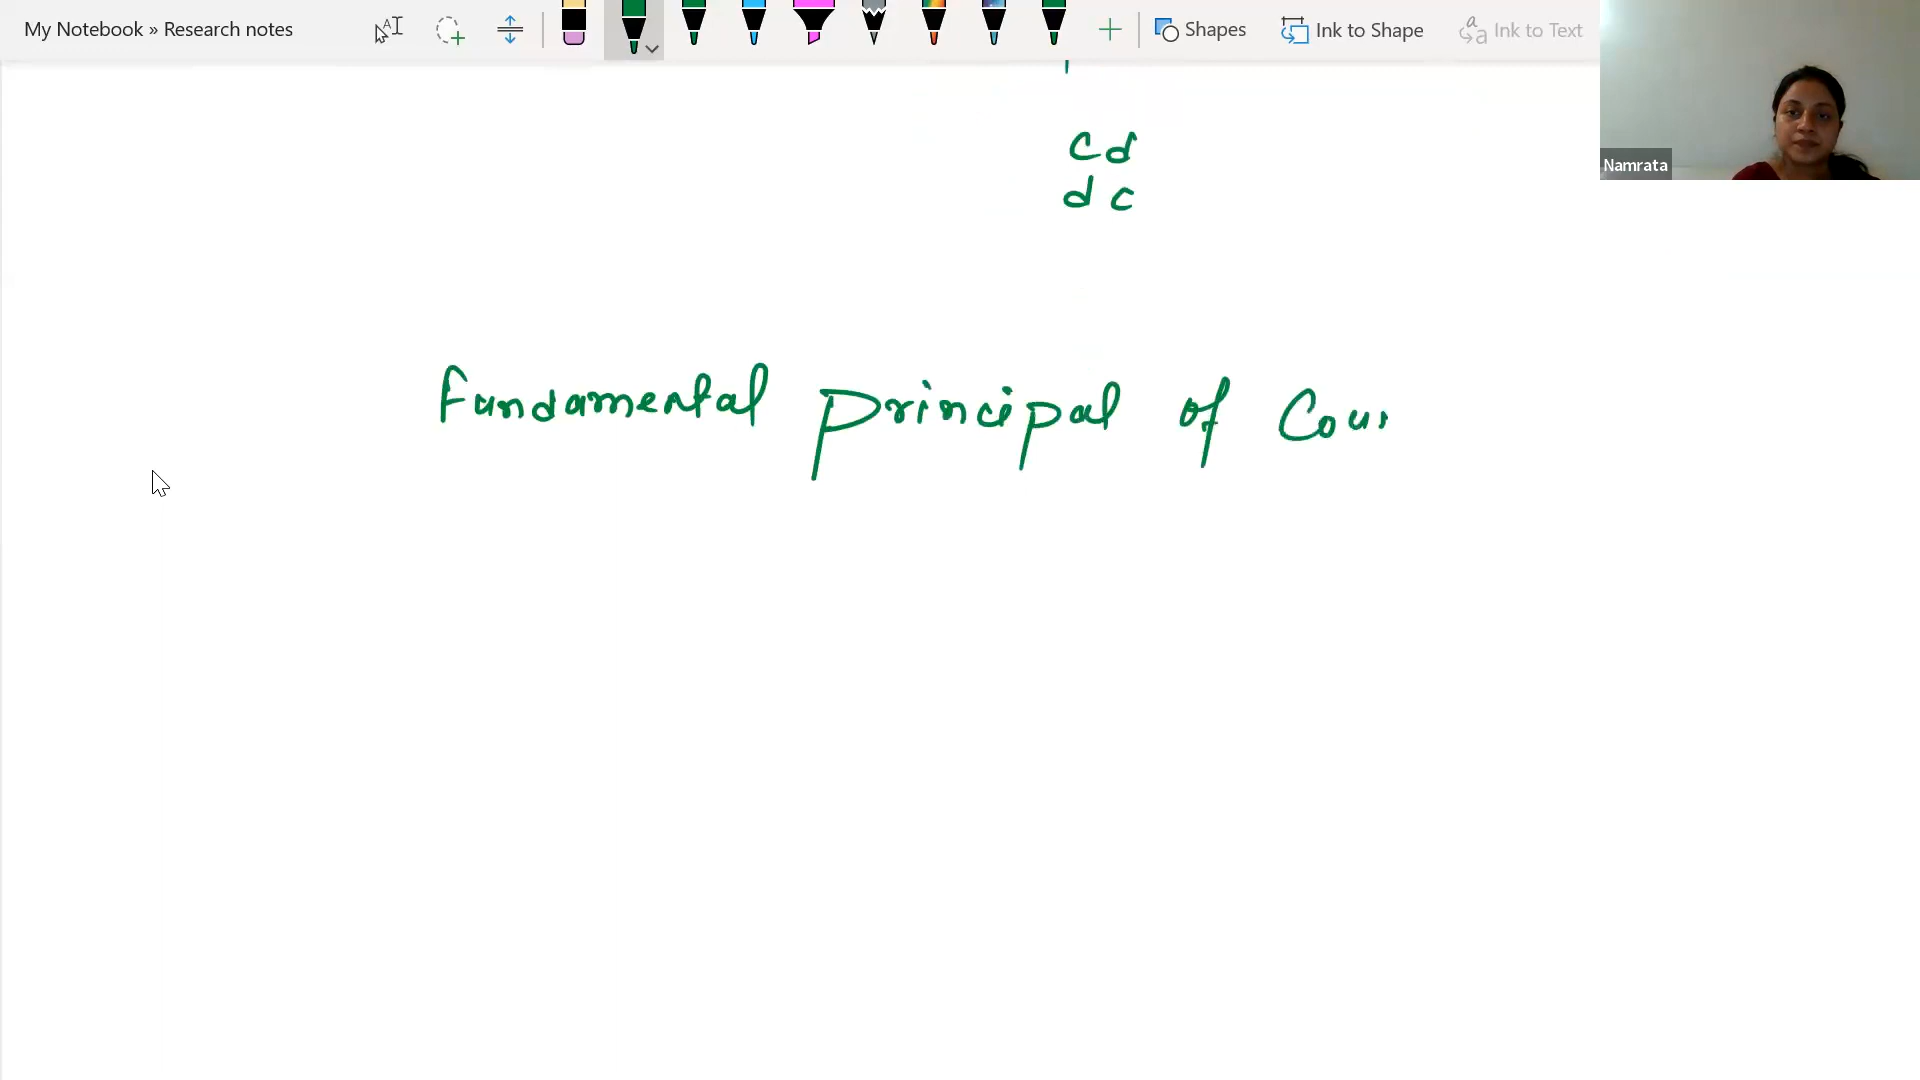 My Notebook » Research notes
Shapes
Ink to Shape
Ink to Text
Namrata
cd
dc
Fundamental principal of Cou